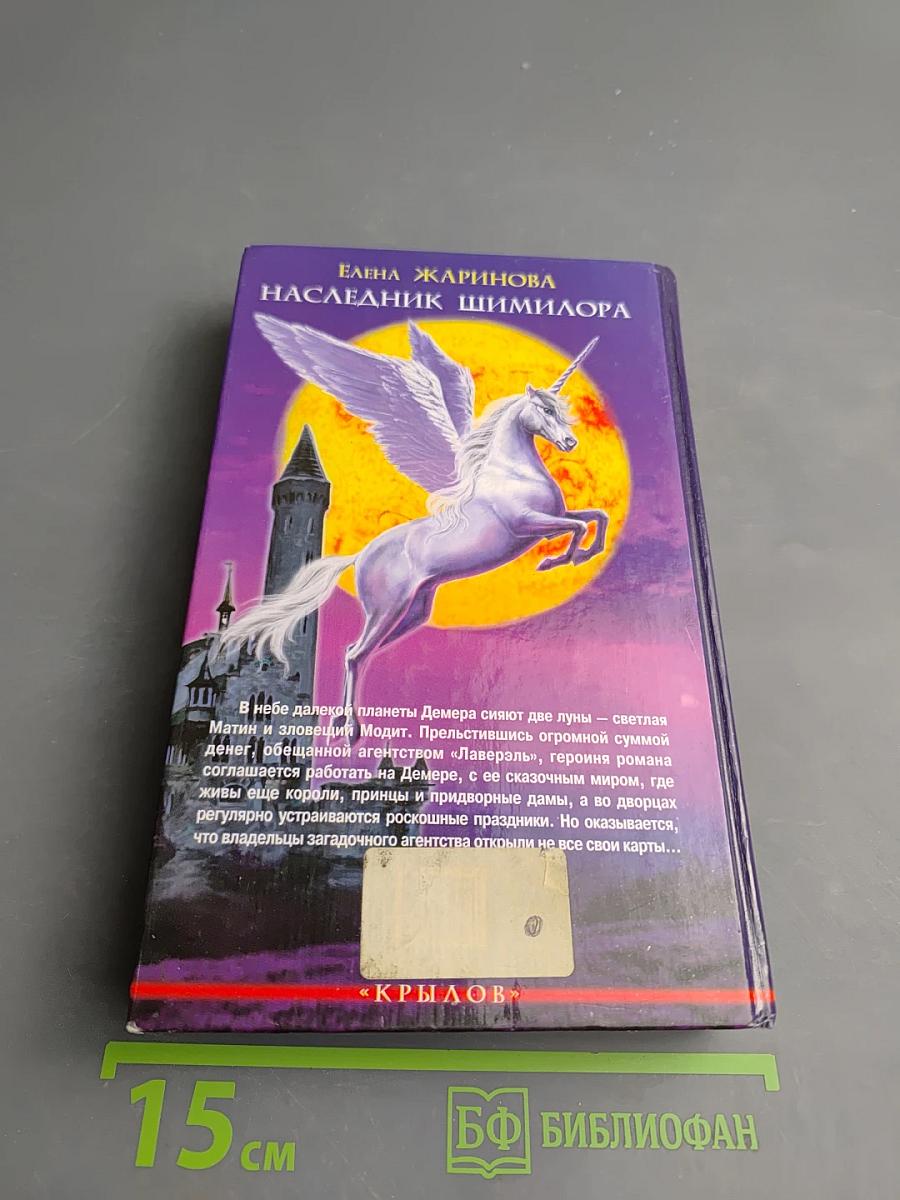 Елена ЖАРИНОВА
НАСЛЕДНИК ШИМИЛОРА
В небе далекой планеты Демера сияют две луны — светлая
Матин и зловещий Модит. Прельстившись огромной суммой
денег, обещанной агентством «Лаверэль», героиня романа
соглашается работать на Демере, с ее сказочным миром, где
живы еще короли, принцы и придворные дамы, а во дворцах
регулярно устраиваются роскошные праздники. Но оказывается,
что владельцы загадочного агентства открыли не все свои карты...
«КРЫЛОВ»
15 см
БФ БИБЛИОФАН